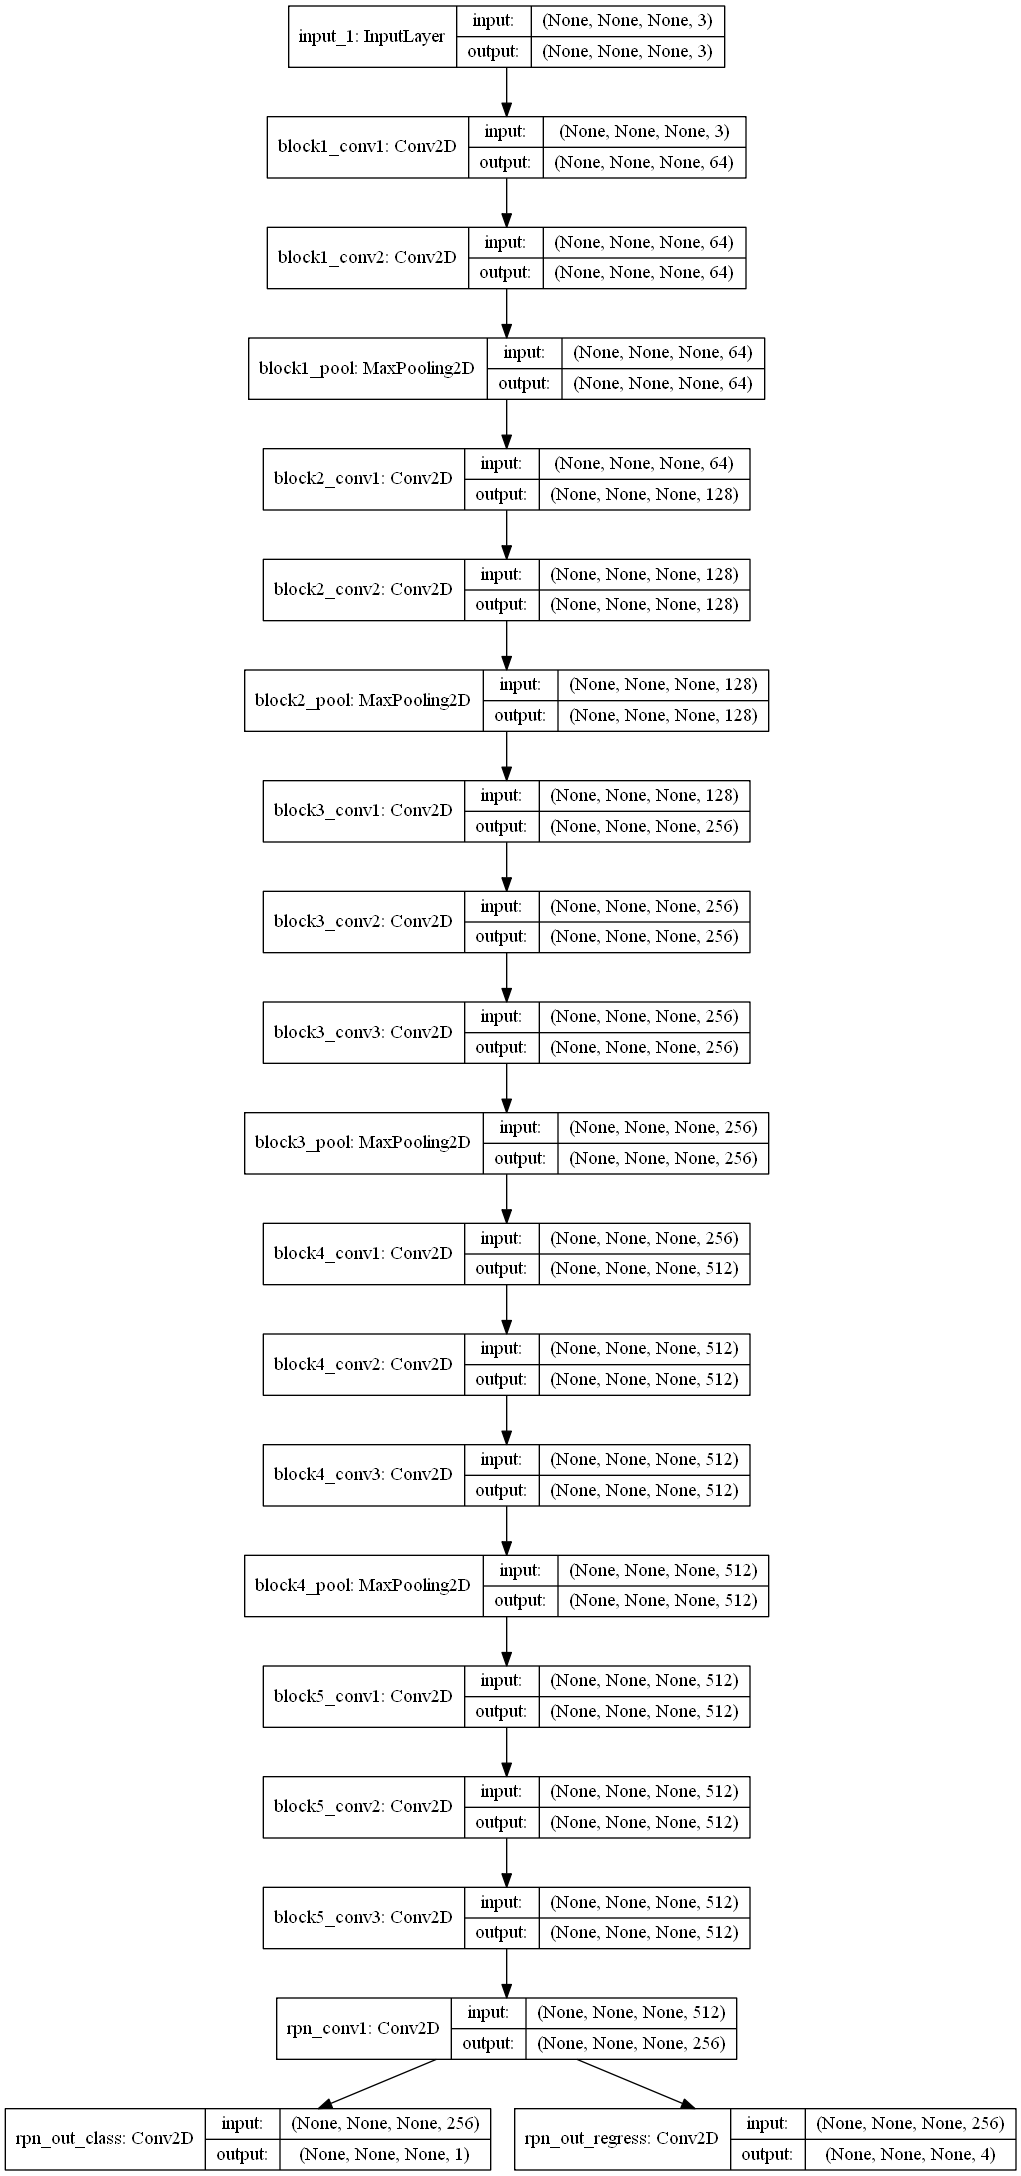 input_1: InputLayer
input: (None, None, None, 3)
output: (None, None, None, 3)
block1_conv1: Conv2D
input: (None, None, None, 3)
output: (None, None, None, 64)
block1_conv2: Conv2D
input: (None, None, None, 64)
output: (None, None, None, 64)
block1_pool: MaxPooling2D
input: (None, None, None, 64)
output: (None, None, None, 64)
block2_conv1: Conv2D
input: (None, None, None, 64)
output: (None, None, None, 128)
block2_conv2: Conv2D
input: (None, None, None, 128)
output: (None, None, None, 128)
block2_pool: MaxPooling2D
input: (None, None, None, 128)
output: (None, None, None, 128)
block3_conv1: Conv2D
input: (None, None, None, 128)
output: (None, None, None, 256)
block3_conv2: Conv2D
input: (None, None, None, 256)
output: (None, None, None, 256)
block3_conv3: Conv2D
input: (None, None, None, 256)
output: (None, None, None, 256)
block3_pool: MaxPooling2D
input: (None, None, None, 256)
output: (None, None, None, 256)
block4_conv1: Conv2D
input: (None, None, None, 256)
output: (None, None, None, 512)
block4_conv2: Conv2D
input: (None, None, None, 512)
output: (None, None, None, 512)
block4_conv3: Conv2D
input: (None, None, None, 512)
output: (None, None, None, 512)
block4_pool: MaxPooling2D
input: (None, None, None, 512)
output: (None, None, None, 512)
block5_conv1: Conv2D
input: (None, None, None, 512)
output: (None, None, None, 512)
block5_conv2: Conv2D
input: (None, None, None, 512)
output: (None, None, None, 512)
block5_conv3: Conv2D
input: (None, None, None, 512)
output: (None, None, None, 512)
rpn_conv1: Conv2D
input: (None, None, None, 512)
output: (None, None, None, 256)
rpn_out_class: Conv2D
input: (None, None, None, 256)
output: (None, None, None, 1)
rpn_out_regress: Conv2D
input: (None, None, None, 256)
output: (None, None, None, 4)